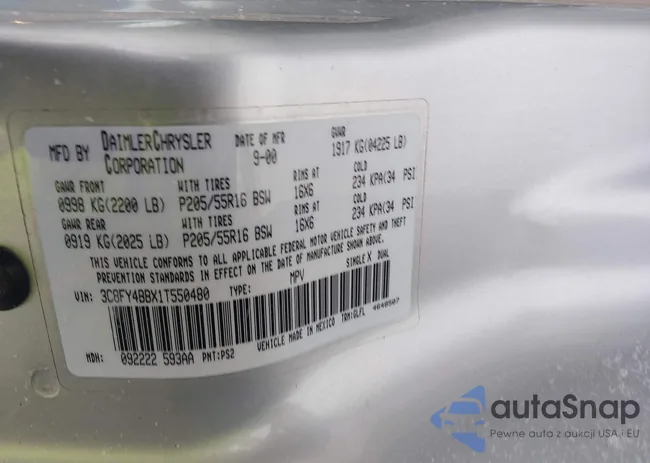 MFD BY DAIMLERCHRYSLER CORPORATION DATE OF MFR 9-00 GVWR 1917 KG(04225 LB)
GAWR FRONT WITH TIRES RIMS AT COLD
0998 KG(2200 LB) P205/55R16 BSW 16X6 234 KPA(34 PSI
GAWR REAR WITH TIRES RIMS AT COLD
0919 KG(2025 LB) P205/55R16 BSW 16X6 234 KPA(34 PSI
THIS VEHICLE CONFORMS TO ALL APPLICABLE FEDERAL MOTOR VEHICLE SAFETY AND THEFT
PREVENTION STANDARDS IN EFFECT ON THE DATE OF MANUFACTURE SHOWN ABOVE.
VIN: 3C8FY4BBX1T550480 TYPE: MPV SINGLE X DUAL
MDH: 092222 593AA PNT:PS2 VEHICLE MADE IN MEXICO TRM:GLFL 4648507
autaSnap
Pewne auta z aukcji USA i EU